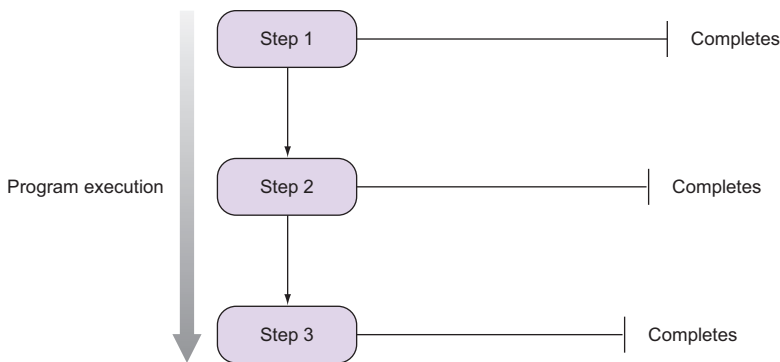 Step 1
Completes
Step 2
Completes
Program execution
Step 3
Completes